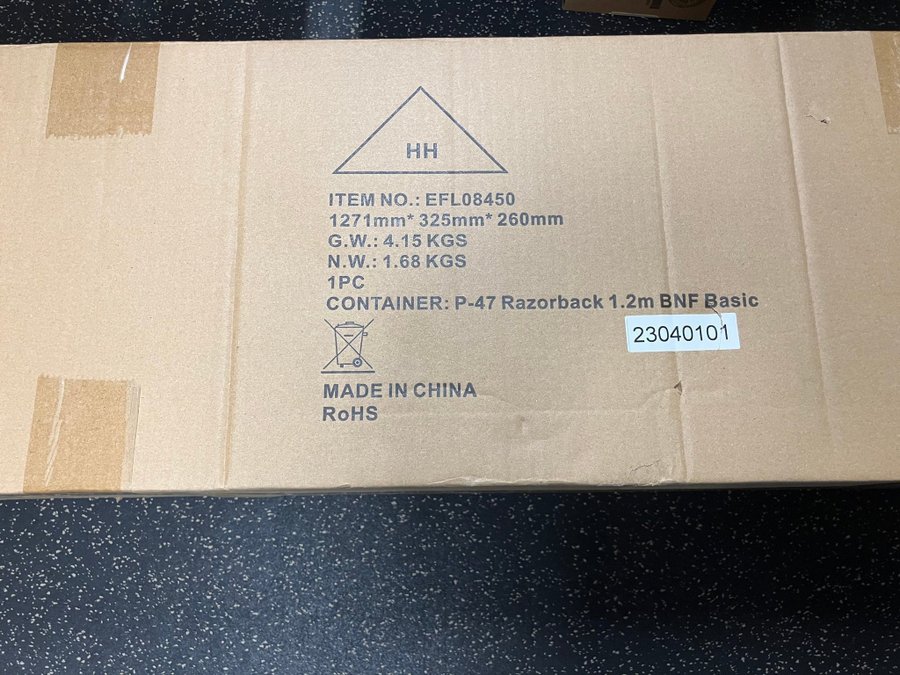 HH
ITEM NO.: EFL08450
1271mm* 325mm* 260mm
G.W.: 4.15 KGS
N.W.: 1.68 KGS
1PC
CONTAINER: P-47 Razorback 1.2m BNF Basic
23040101
MADE IN CHINA
RoHS